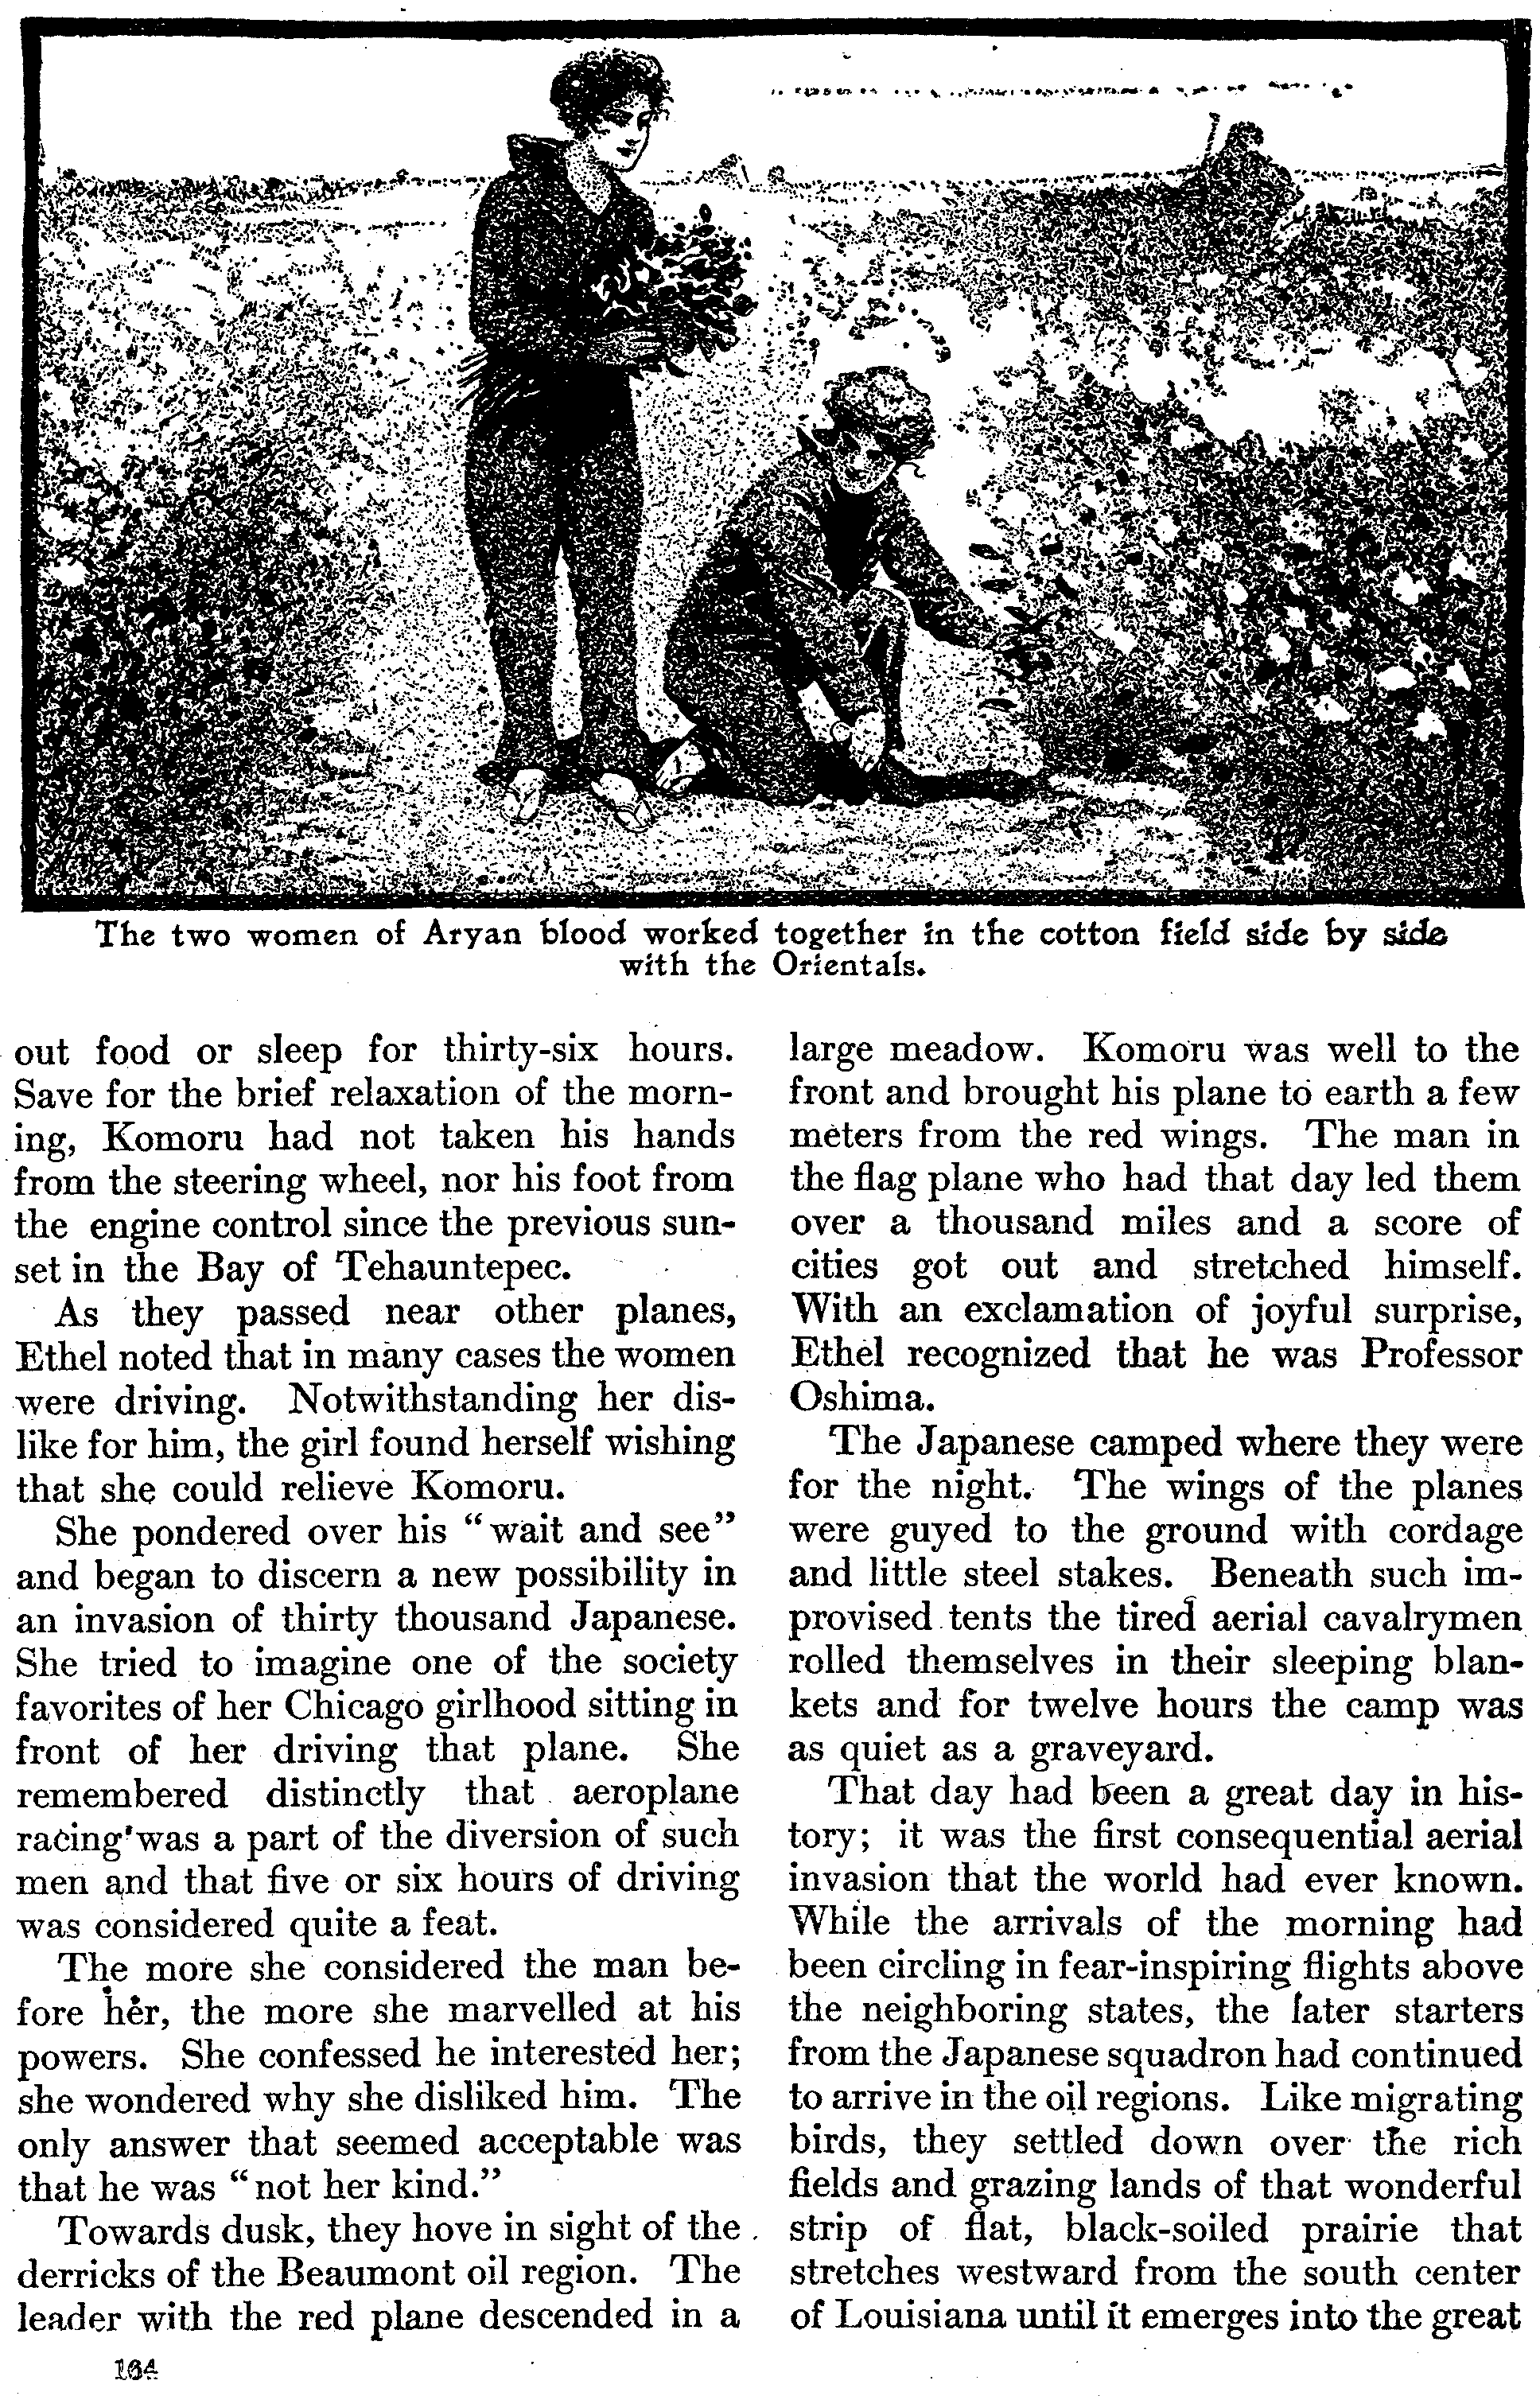 The two women of Aryan blood worked together in the cotton field side by side
with the Orientals.
out food or sleep for thirty-six hours.
Save for the brief relaxation of the morn-
ing, Komoru had not taken his hands
from the steering wheel, nor his foot from
the engine control since the previous sun-
set in the Bay of Tehauntepec.
As they passed near other planes,
Ethel noted that in many cases the women
were driving. Notwithstanding her dis-
like for him, the girl found herself wishing
that she could relieve Komoru.
She pondered over his "wait and see"
and began to discern a new possibility in
an invasion of thirty thousand Japanese.
She tried to imagine one of the society
favorites of her Chicago girlhood sitting in
front of her driving that plane. She
remembered distinctly that aeroplane
racing was a part of the diversion of such
men and that five or six hours of driving
was considered quite a feat.
The more she considered the man be-
fore her, the more she marvelled at his
powers. She confessed he interested her;
she wondered why she disliked him. The
only answer that seemed acceptable was
that he was "not her kind."
Towards dusk, they hove in sight of the
derricks of the Beaumont oil region. The
leader with the red plane descended in a
large meadow. Komoru was well to the
front and brought his plane to earth a few
meters from the red wings. The man in
the flag plane who had that day led them
over a thousand miles and a score of
cities got out and stretched himself.
With an exclamation of joyful surprise,
Ethel recognized that he was Professor
Oshima.
The Japanese camped where they were
for the night. The wings of the planes
were guyed to the ground with cordage
and little steel stakes. Beneath such im-
provised tents the tired aerial cavalrymen
rolled themselves in their sleeping blan-
kets and for twelve hours the camp was
as quiet as a graveyard.
That day had been a great day in his-
tory; it was the first consequential aerial
invasion that the world had ever known.
While the arrivals of the morning had
been circling in fear-inspiring flights above
the neighboring states, the later starters
from the Japanese squadron had continued
to arrive in the oil regions. Like migrating
birds, they settled down over the rich
fields and grazing lands of that wonderful
strip of flat, black-soiled prairie that
stretches westward from the south center
of Louisiana until it emerges into the great
164